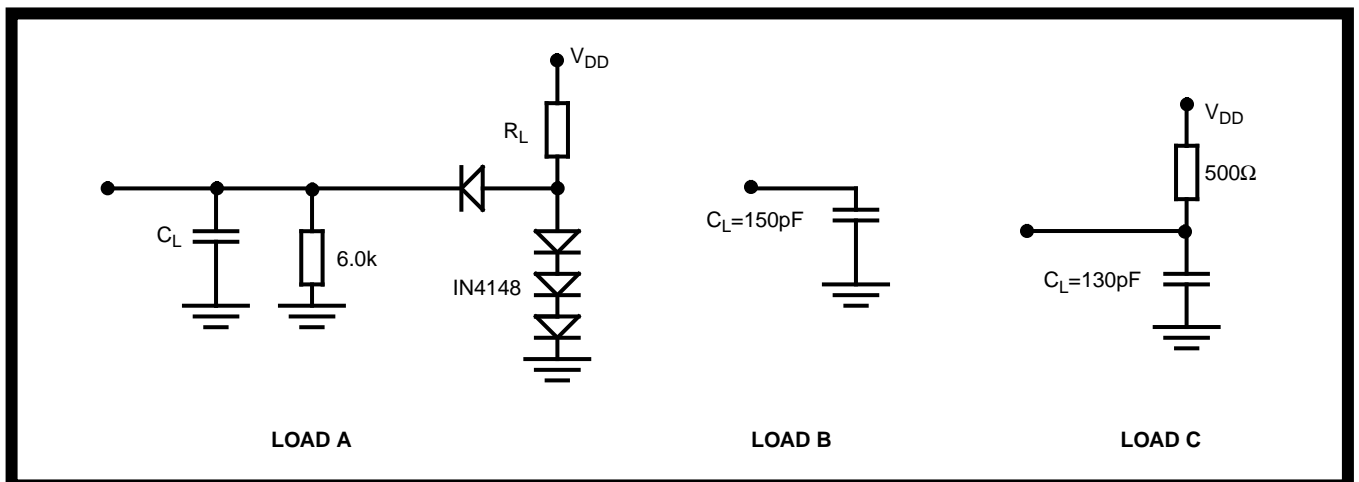 V_DD
R_L
C_L
6.0k
IN4148
LOAD A
C_L=150pF
LOAD B
V_DD
500Ω
C_L=130pF
LOAD C